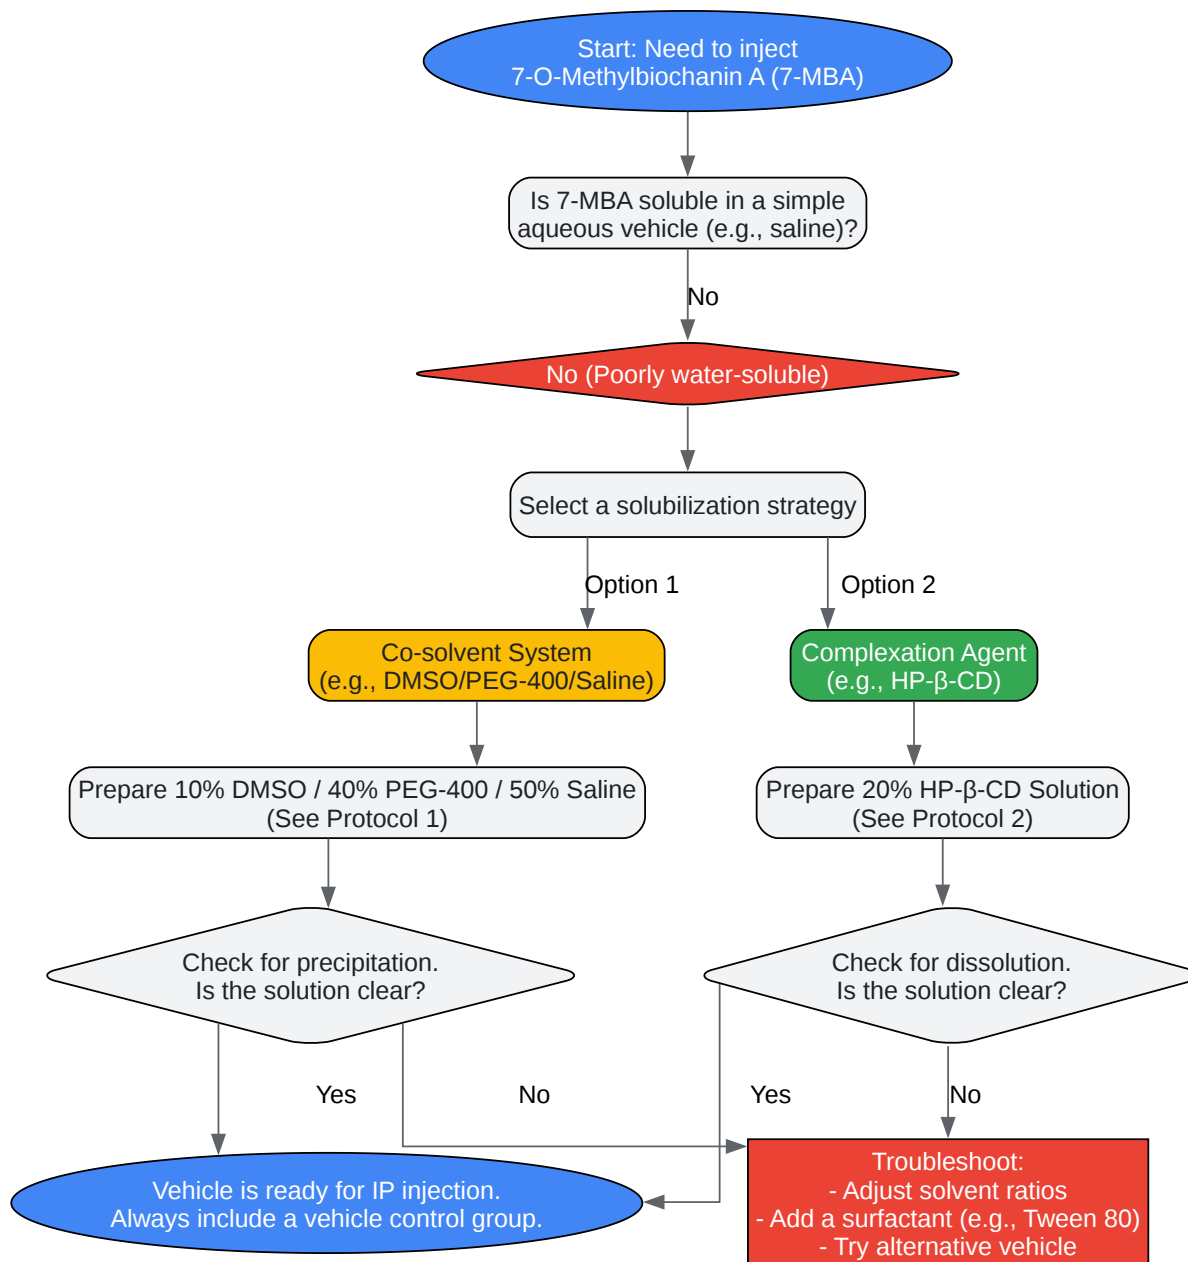 Start: Need to inject
7-O-Methylbiochanin A (7-MBA)
Is 7-MBA soluble in a simple
aqueous vehicle (e.g., saline)?
No
No (Poorly water-soluble)
Select a solubilization strategy
Option 1
Option 2
Co-solvent System
(e.g., DMSO/PEG-400/Saline)
Complexation Agent
(e.g., HP-β-CD)
Prepare 10% DMSO / 40% PEG-400 / 50% Saline
(See Protocol 1)
Prepare 20% HP-β-CD Solution
(See Protocol 2)
Check for precipitation.
Is the solution clear?
Check for dissolution.
Is the solution clear?
Yes
No
Yes
No
Vehicle is ready for IP injection.
Always include a vehicle control group.
Troubleshoot:
- Adjust solvent ratios
- Add a surfactant (e.g., Tween 80)
- Try alternative vehicle